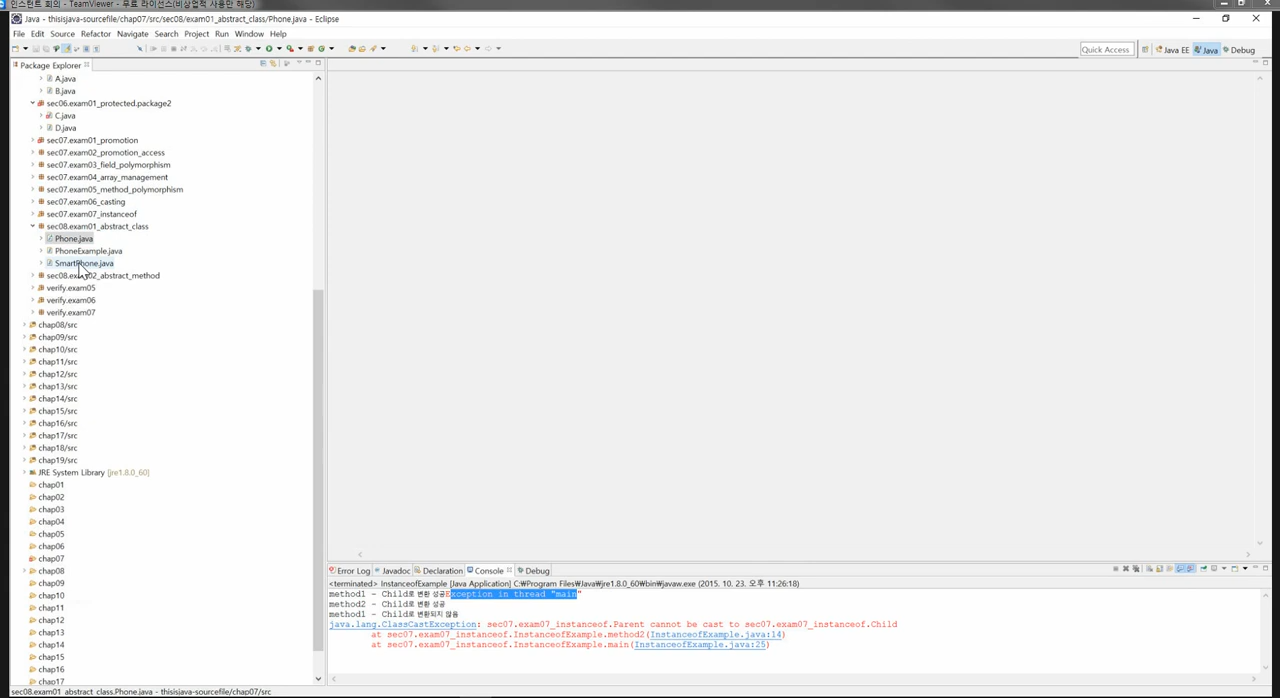 인스턴트 회의 - TeamViewer - 무료 라이선스(비상업적 사용만 해당)
Java - thisisjava-sourcefile/chap07/src/sec08/exam01_abstract_class/Phone.java - Eclipse
File Edit Source Refactor Navigate Search Project Run Window Help
Quick Access Java EE Java Debug
Package Explorer
A.java
B.java
sec06.exam01_protected.package2
C.java
D.java
sec07.exam01_promotion
sec07.exam02_promotion_access
sec07.exam03_field_polymorphism
sec07.exam04_array_management
sec07.exam05_method_polymorphism
sec07.exam06_casting
sec07.exam07_instanceof
sec08.exam01_abstract_class
Phone.java
PhoneExample.java
SmartPhone.java
sec08.exam02_abstract_method
verify.exam05
verify.exam06
verify.exam07
chap08/src
chap09/src
chap10/src
chap11/src
chap12/src
chap13/src
chap14/src
chap15/src
chap16/src
chap17/src
chap18/src
chap19/src
JRE System Library [jre1.8.0_60]
chap01
chap02
chap03
chap04
chap05
chap06
chap07
chap08
chap09
chap10
chap11
chap12
chap13
chap14
chap15
chap16
chap17
Error Log Javadoc Declaration Console Debug
<terminated> InstanceofExample [Java Application] C:₩Program Files₩Java₩jre1.8.0_60₩bin₩javaw.exe (2015. 10. 23. 오후 11:26:18)
method1 - Child로 변환 성공Exception in thread "main"
method2 - Child로 변환 성공
method1 - Child로 변환되지 않음
java.lang.ClassCastException: sec07.exam07_instanceof.Parent cannot be cast to sec07.exam07_instanceof.Child
at sec07.exam07_instanceof.InstanceofExample.method2(InstanceofExample.java:14)
at sec07.exam07_instanceof.InstanceofExample.main(InstanceofExample.java:25)
sec08.exam01_abstract_class.Phone.java - thisisjava-sourcefile/chap07/src